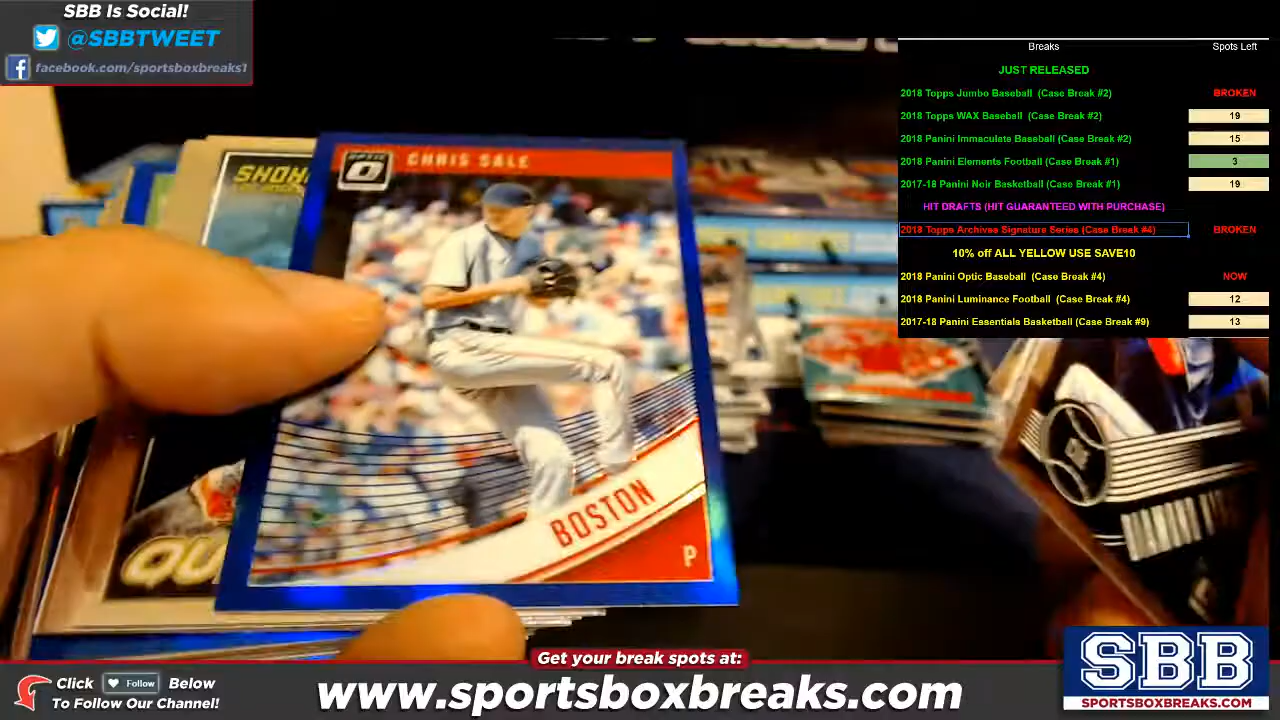 SBB Is Social!
@SBBTWEET
facebook.com/sportsboxbreaks1
Breaks Spots Left
JUST RELEASED
2018 Topps Jumbo Baseball (Case Break #2) BROKEN
2018 Topps WAX Baseball (Case Break #2) 19
2018 Panini Immaculate Baseball (Case Break #2) 15
2018 Panini Elements Football (Case Break #1) 3
2017-18 Panini Noir Basketball (Case Break #1) 19
HIT DRAFTS (HIT GUARANTEED WITH PURCHASE)
2018 Topps Archives Signature Series (Case Break #4) BROKEN
10% off ALL YELLOW USE SAVE10
2018 Panini Optic Baseball (Case Break #4) NOW
2018 Panini Luminance Football (Case Break #4) 12
2017-18 Panini Essentials Basketball (Case Break #9) 13
OPTIC
CHRIS SALE
SHOH
QU
BOSTON
P
Get your break spots at:
Click Follow Below
To Follow Our Channel!
www.sportsboxbreaks.com
SBB
SPORTSBOXBREAKS.COM